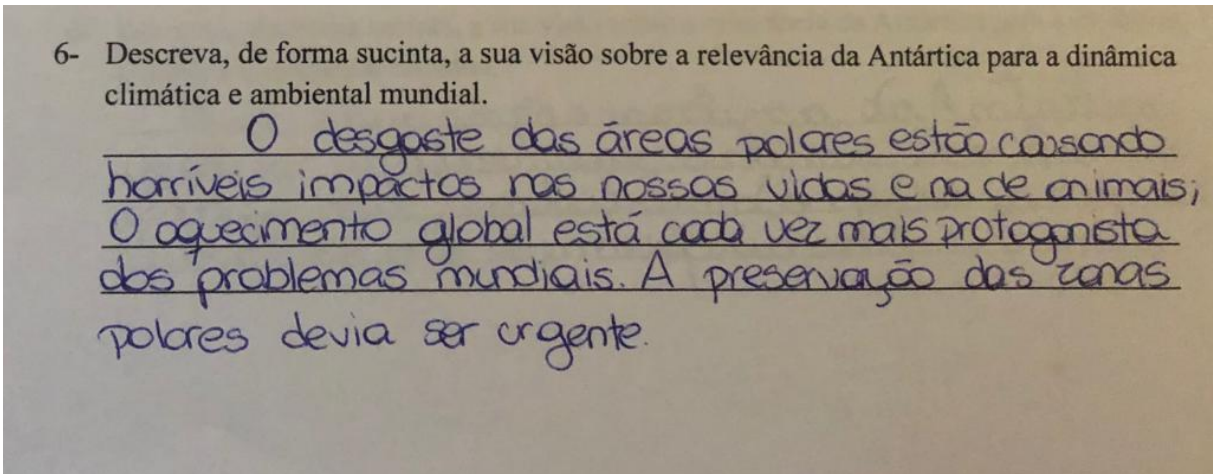 6- Descreva, de forma sucinta, a sua visão sobre a relevância da Antártica para a dinâmica
climática e ambiental mundial.
O desgaste das áreas polares estão causando
horríveis impactos nas nossas vidas e na de animais;
O aquecimento global está cada vez mais protagonista
dos problemas mundiais. A preservação das zonas
polares devia ser urgente.